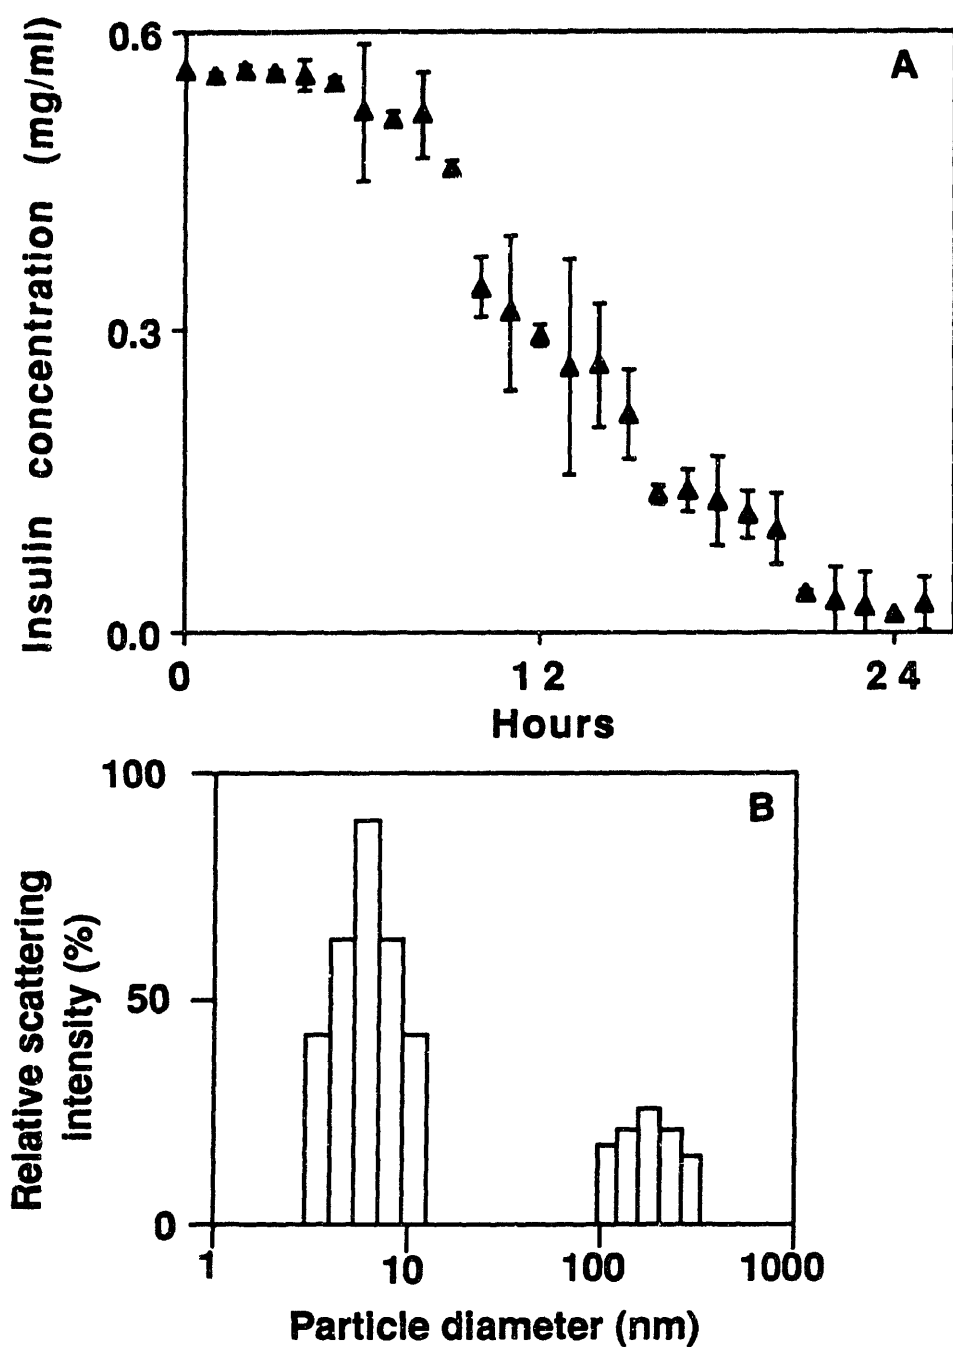 A
Insulin concentration (mg/ml)
0.6
0.3
0.0
0
12
24
Hours
B
Relative scattering
intensity (%)
100
50
0
1
10
100
1000
Particle diameter (nm)